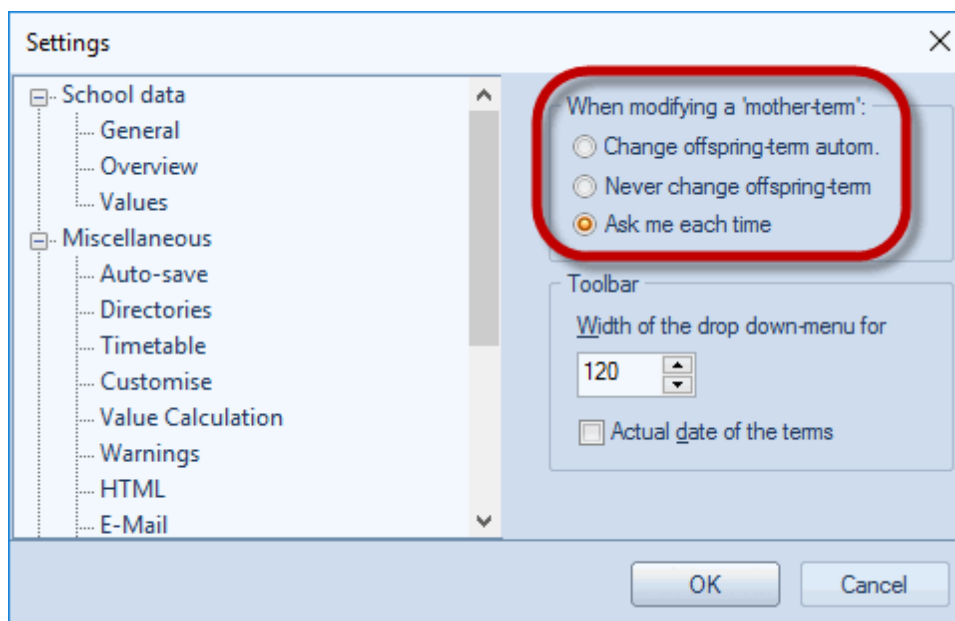 Settings
School data
General
Overview
Values
Miscellaneous
Auto-save
Directories
Timetable
Customise
Value Calculation
Warnings
HTML
E-Mail
When modifying a 'mother-term':
Change offspring-term autom.
Never change offspring-term
Ask me each time
Toolbar
Width of the drop down-menu for
120
Actual date of the terms
OK
Cancel